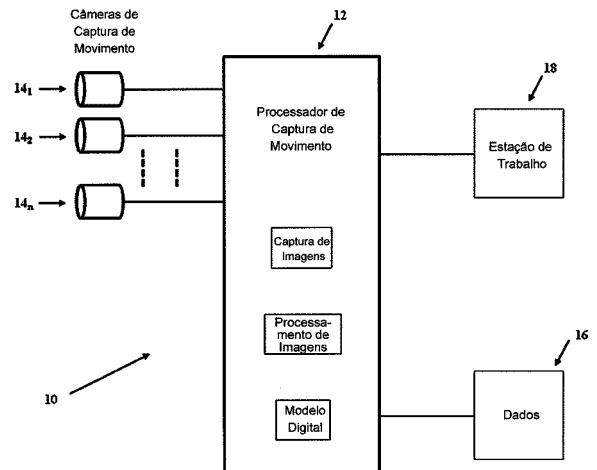 Câmeras de
Captura de
Movimento
12
14₁
14₂
14ₙ
Processador de
Captura de
Movimento
18
Estação de
Trabalho
Captura de
Imagens
Processa-
mento de
Imagens
16
10
Modelo
Digital
Dados